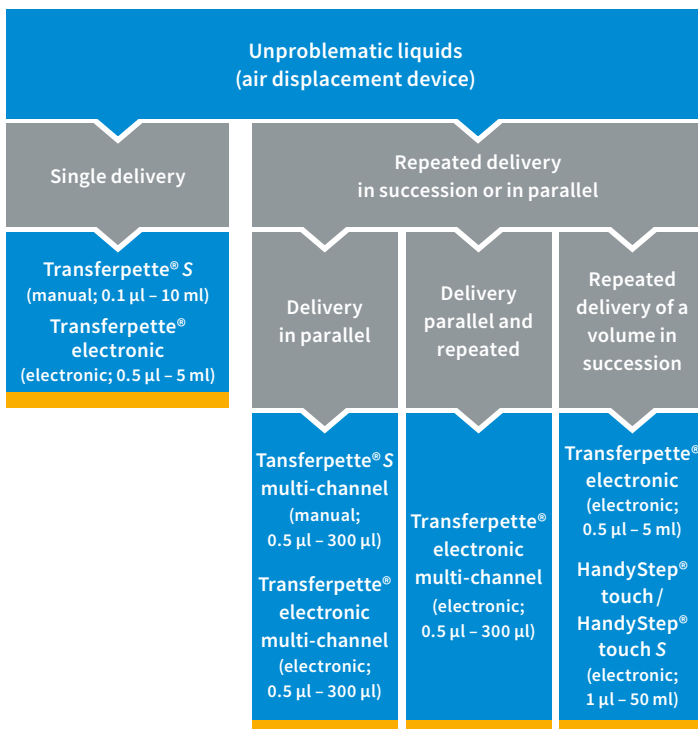 Unproblematic liquids
(air displacement device)
Single delivery
Repeated delivery
in succession or in parallel
Transferpette® S
(manual; 0.1 µl – 10 ml)
Transferpette®
electronic
(electronic; 0.5 µl – 5 ml)
Delivery
in parallel
Delivery
parallel and
repeated
Repeated
delivery of a
volume in
succession
Tansferpette® S
multi-channel
(manual;
0.5 µl – 300 µl)
Transferpette®
electronic
multi-channel
(electronic;
0.5 µl – 300 µl)
Transferpette®
electronic
multi-channel
(electronic;
0.5 µl – 300 µl)
Transferpette®
electronic
(electronic;
0.5 µl – 5 ml)
HandyStep®
touch /
HandyStep®
touch S
(electronic;
1 µl – 50 ml)